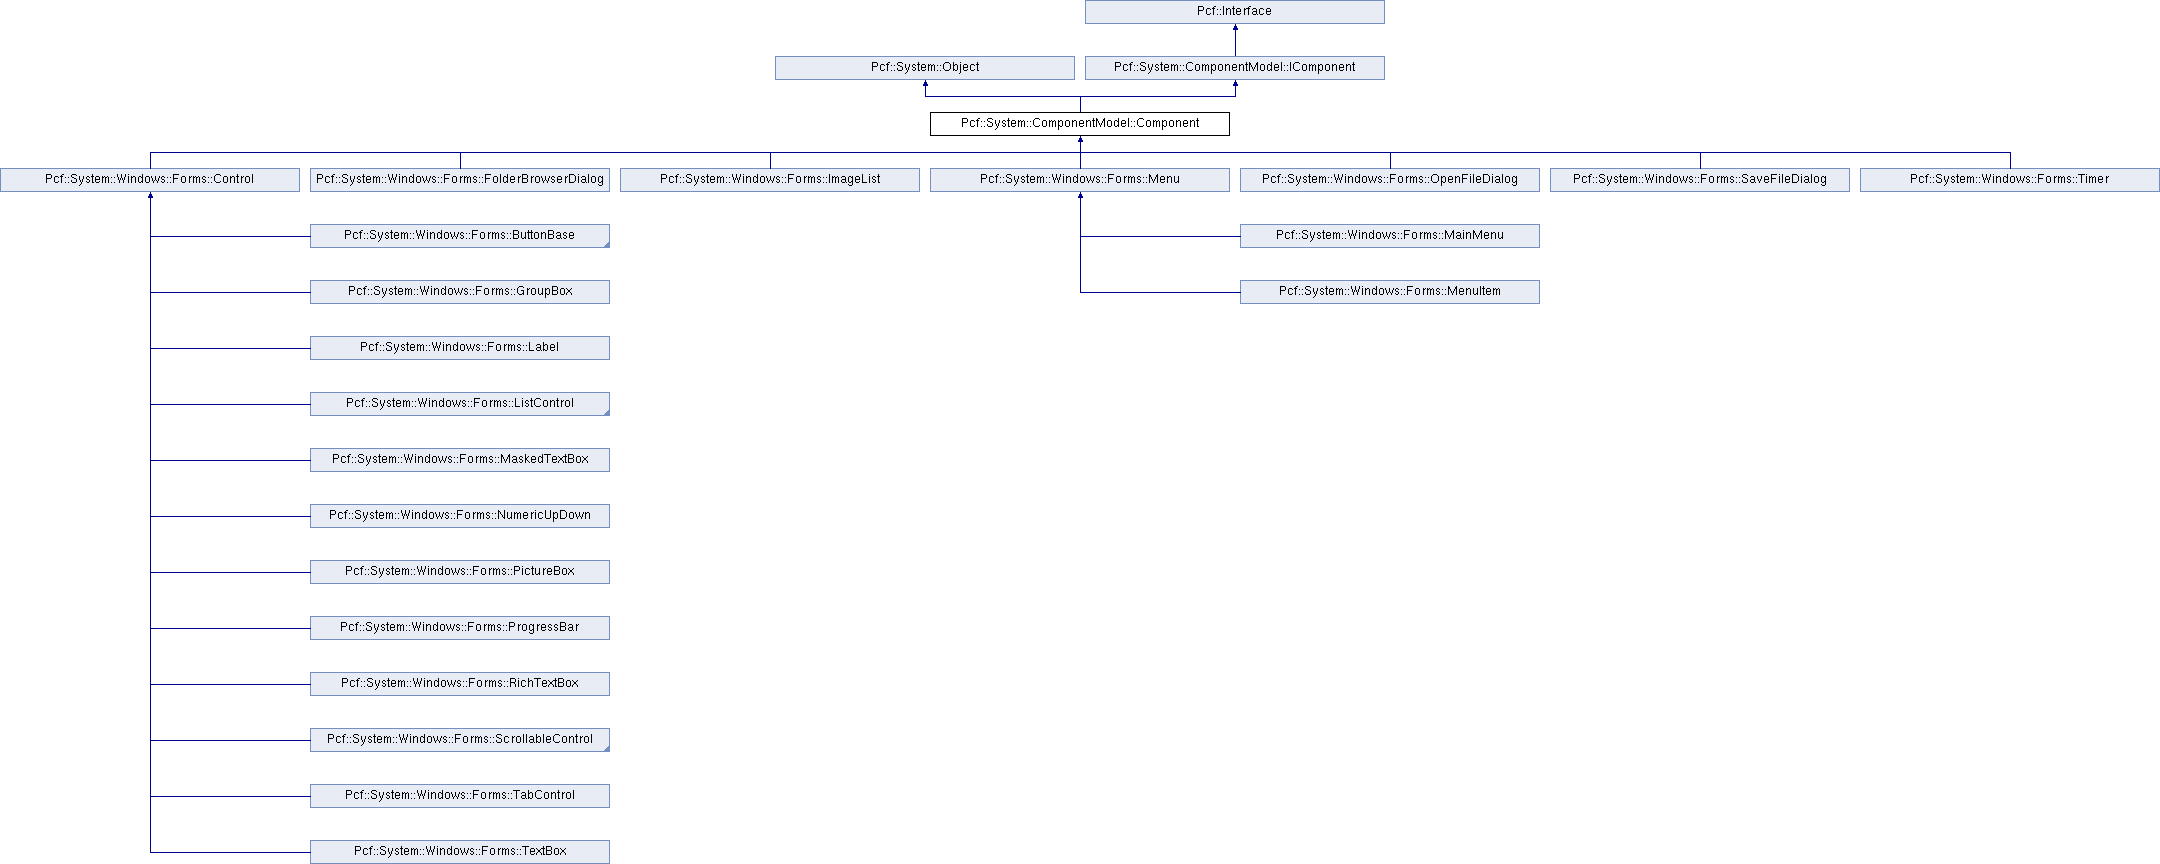 Pcf::Interface
Pcf::System::Object
Pcf::System::ComponentModel::IComponent
Pcf::System::ComponentModel::Component
Pcf::System::Windows::Forms::Control
Pcf::System::Windows::Forms::FolderBrowserDialog
Pcf::System::Windows::Forms::ImageList
Pcf::System::Windows::Forms::Menu
Pcf::System::Windows::Forms::OpenFileDialog
Pcf::System::Windows::Forms::SaveFileDialog
Pcf::System::Windows::Forms::Timer
Pcf::System::Windows::Forms::ButtonBase
Pcf::System::Windows::Forms::MainMenu
Pcf::System::Windows::Forms::GroupBox
Pcf::System::Windows::Forms::MenuItem
Pcf::System::Windows::Forms::Label
Pcf::System::Windows::Forms::ListControl
Pcf::System::Windows::Forms::MaskedTextBox
Pcf::System::Windows::Forms::NumericUpDown
Pcf::System::Windows::Forms::PictureBox
Pcf::System::Windows::Forms::ProgressBar
Pcf::System::Windows::Forms::RichTextBox
Pcf::System::Windows::Forms::ScrollableControl
Pcf::System::Windows::Forms::TabControl
Pcf::System::Windows::Forms::TextBox